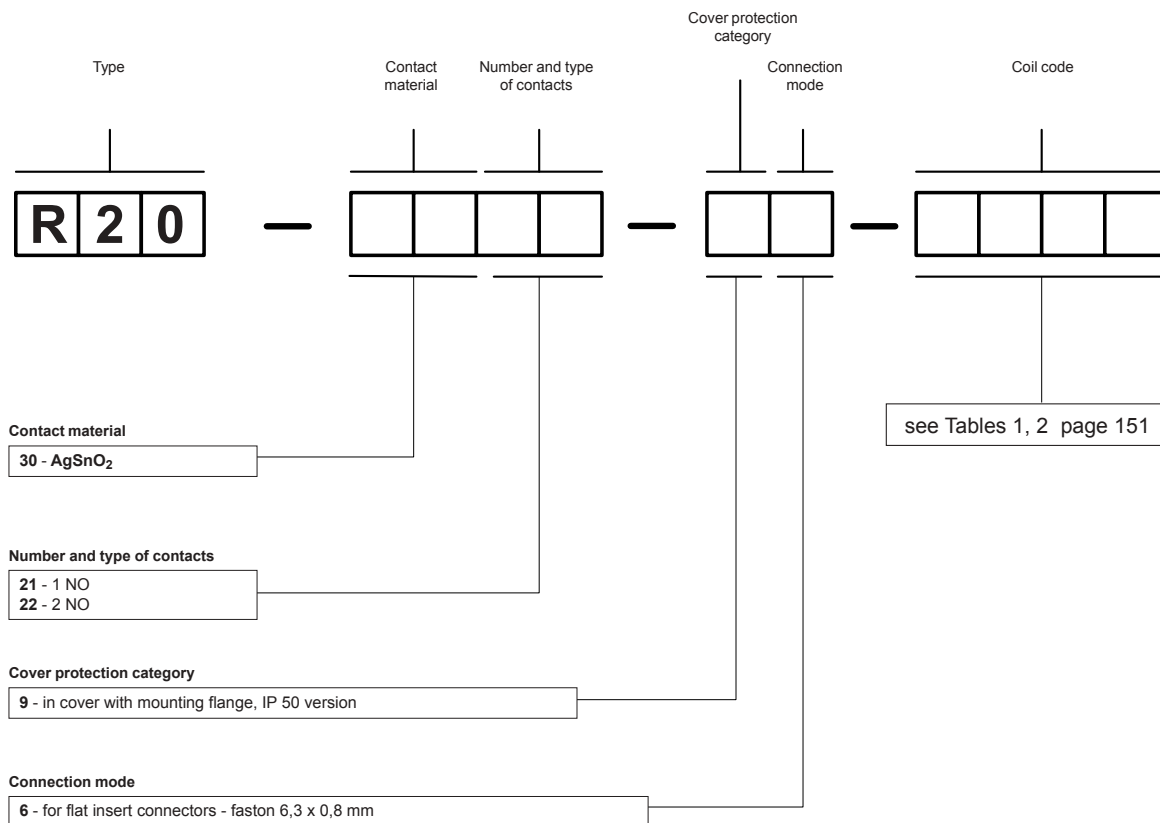 Cover protection
category
Type
Contact
material
Number and type
of contacts
Connection
mode
Coil code
R20 — — —
see Tables 1, 2 page 151
Contact material
30 - AgSnO₂
Number and type of contacts
21 - 1 NO
22 - 2 NO
Cover protection category
9 - in cover with mounting flange, IP 50 version
Connection mode
6 - for flat insert connectors - faston 6,3 x 0,8 mm